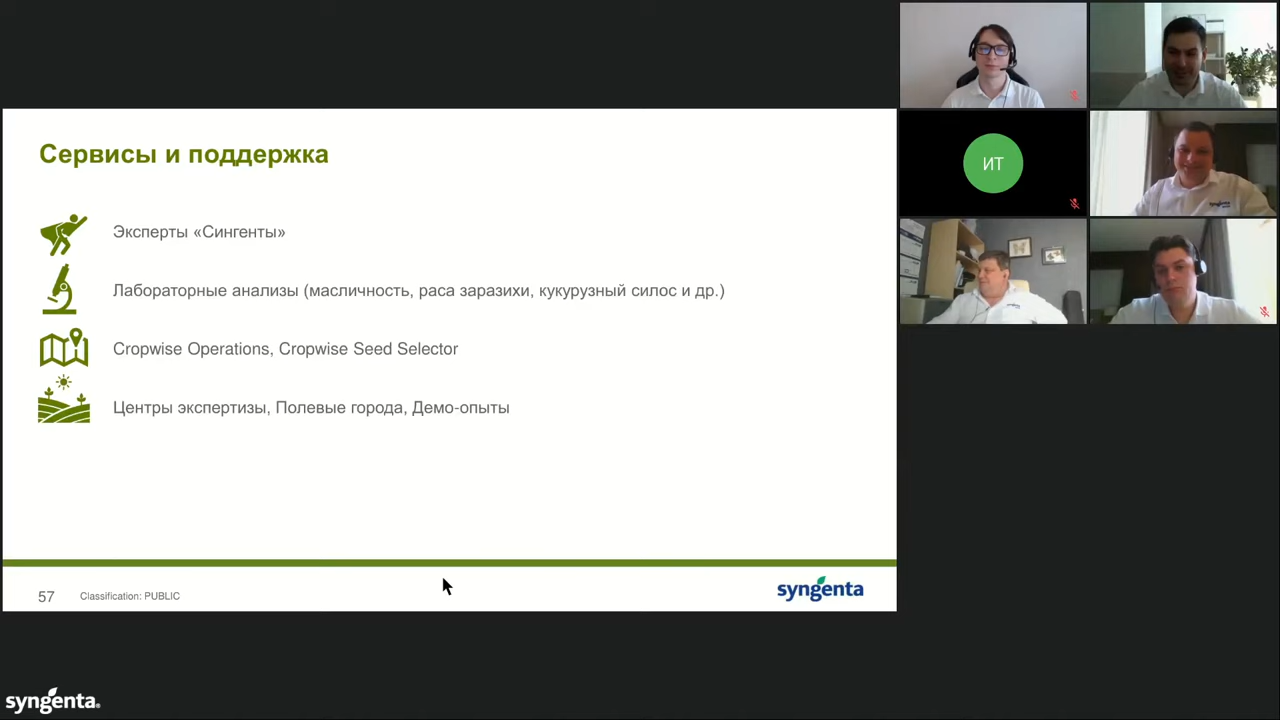 Сервисы и поддержка
Эксперты «Сингенты»
Лабораторные анализы (масличность, раса заразихи, кукурузный силос и др.)
Cropwise Operations, Cropwise Seed Selector
Центры экспертизы, Полевые города, Демо-опыты
57
Classification: PUBLIC
syngenta
ИТ
syngenta
syngenta.